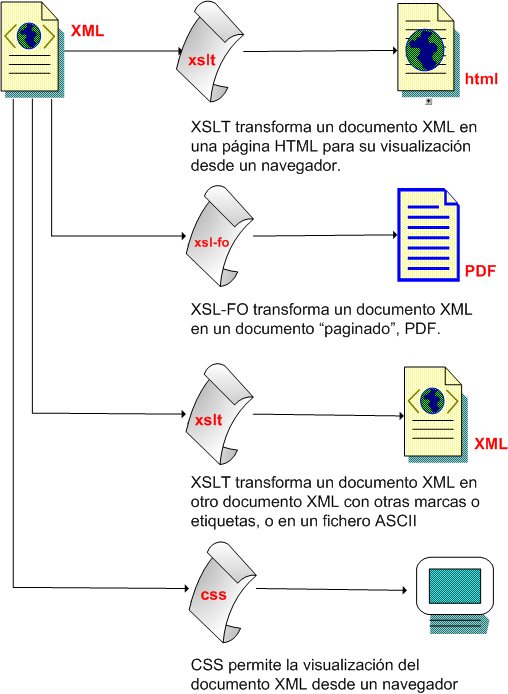 XML
xslt
html
XSLT transforma un documento XML en
una página HTML para su visualización
desde un navegador.
xsl-fo
PDF
XSL-FO transforma un documento XML
en un documento “paginado”, PDF.
xslt
XML
XSLT transforma un documento XML en
otro documento XML con otras marcas o
etiquetas, o en un fichero ASCII
css
CSS permite la visualización del
documento XML desde un navegador